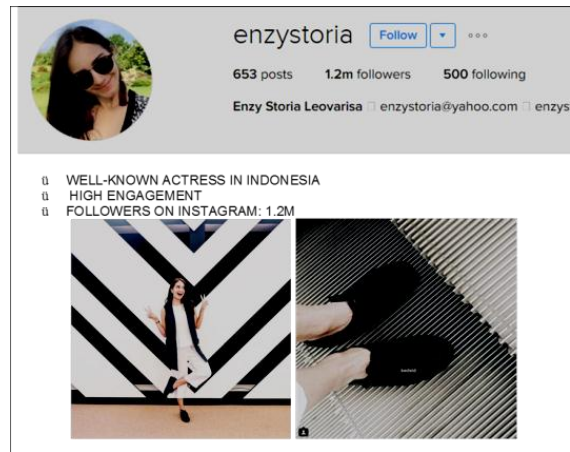 enzystoria Follow
653 posts 1.2m followers 500 following
Enzy Storia Leovarisa enzystoria@yahoo.com enzys
ü WELL-KNOWN ACTRESS IN INDONESIA
ü HIGH ENGAGEMENT
ü FOLLOWERS ON INSTAGRAM: 1.2M